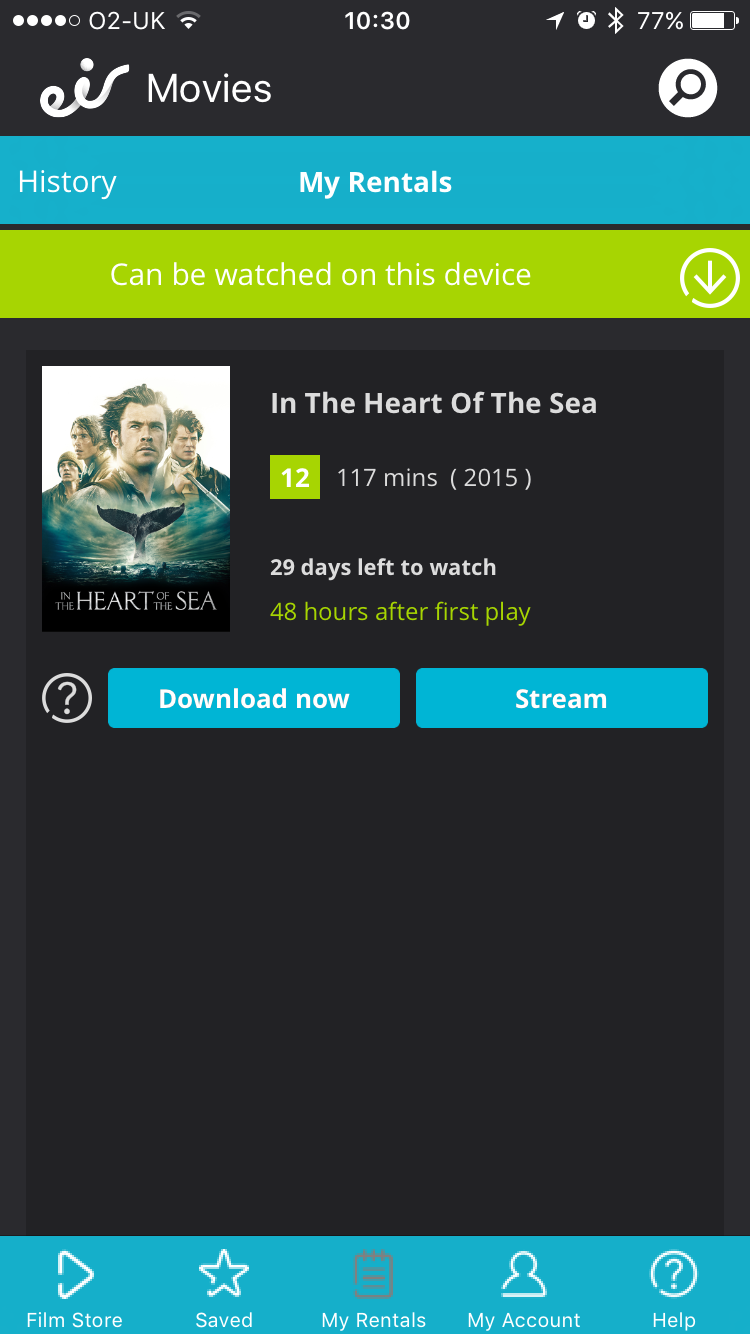 O2-UK 10:30 77%
eir Movies
History My Rentals
Can be watched on this device
In The Heart Of The Sea
12 117 mins ( 2015 )
29 days left to watch
48 hours after first play
IN THE HEART OF THE SEA
Download now Stream
Film Store Saved My Rentals My Account Help